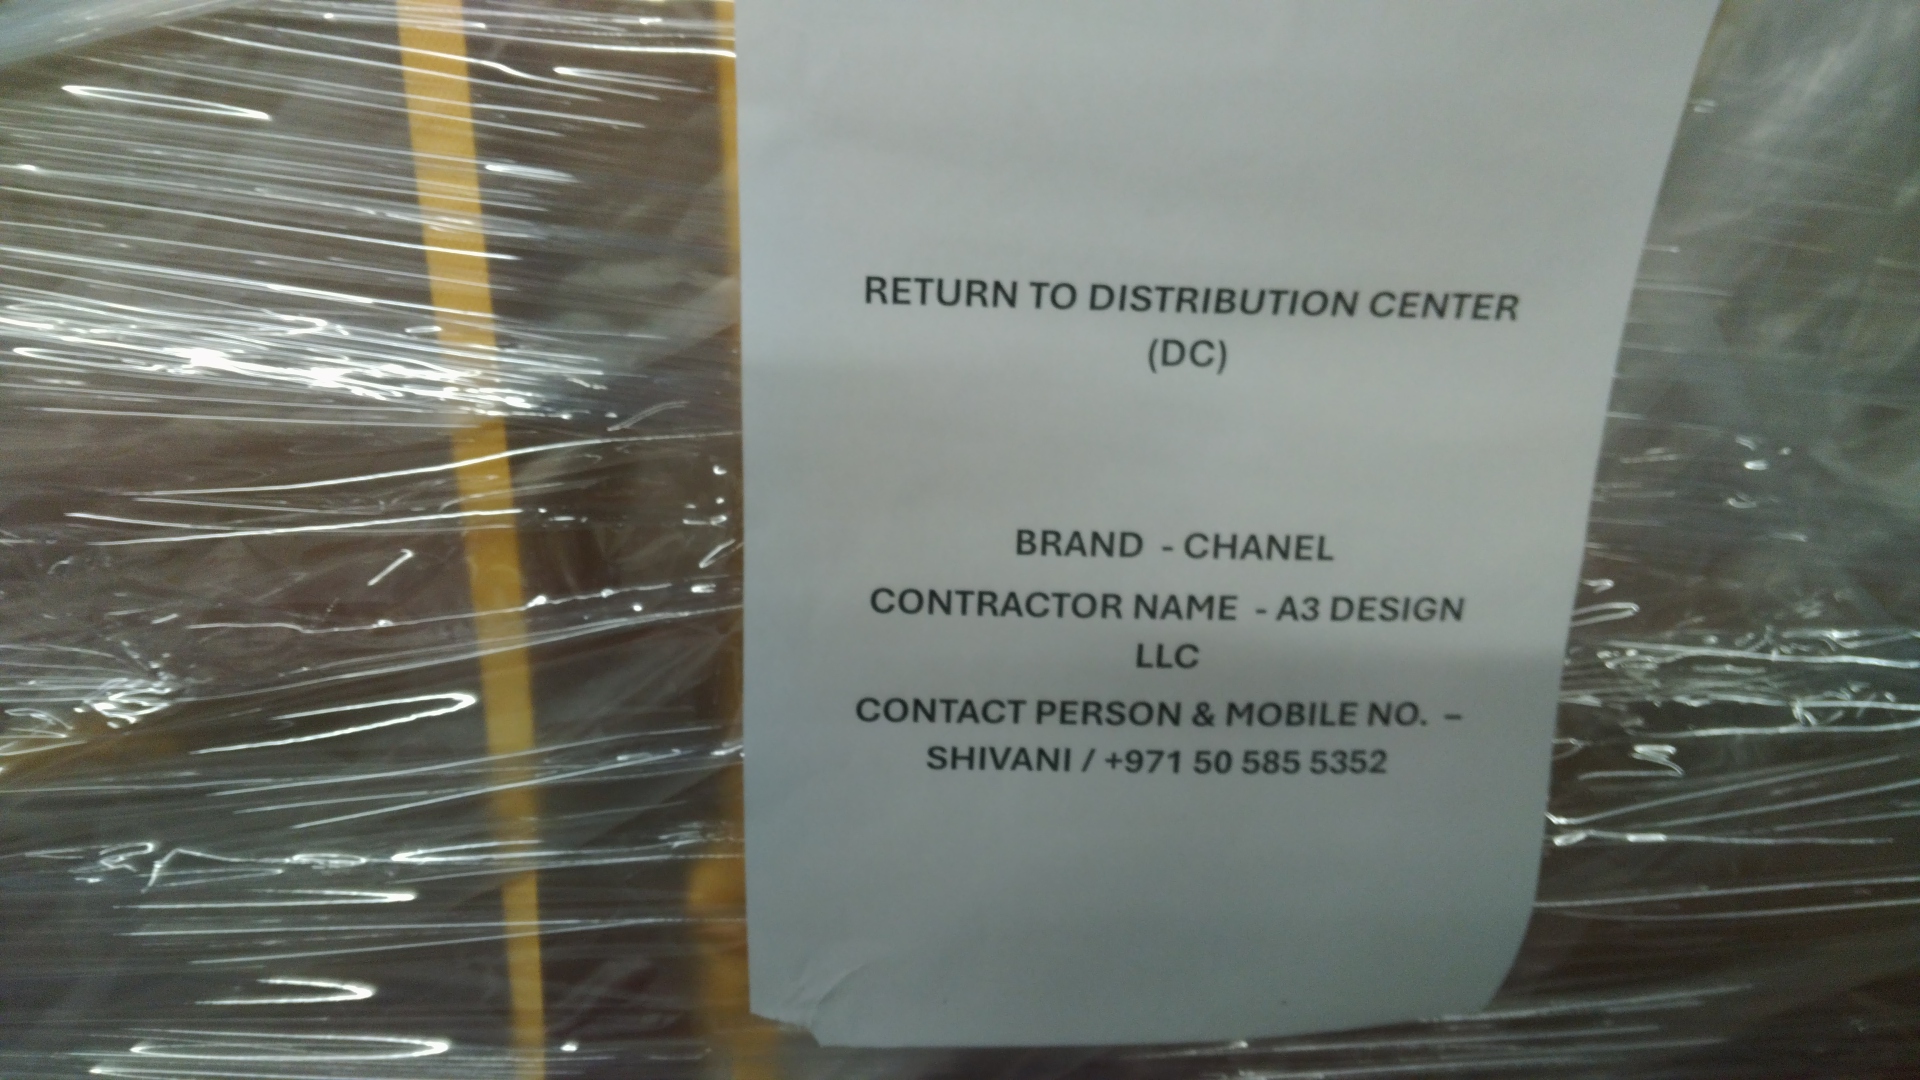 RETURN TO DISTRIBUTION CENTER
(DC)
BRAND - CHANEL
CONTRACTOR NAME - A3 DESIGN
LLC
CONTACT PERSON & MOBILE NO. –
SHIVANI / +971 50 585 5352